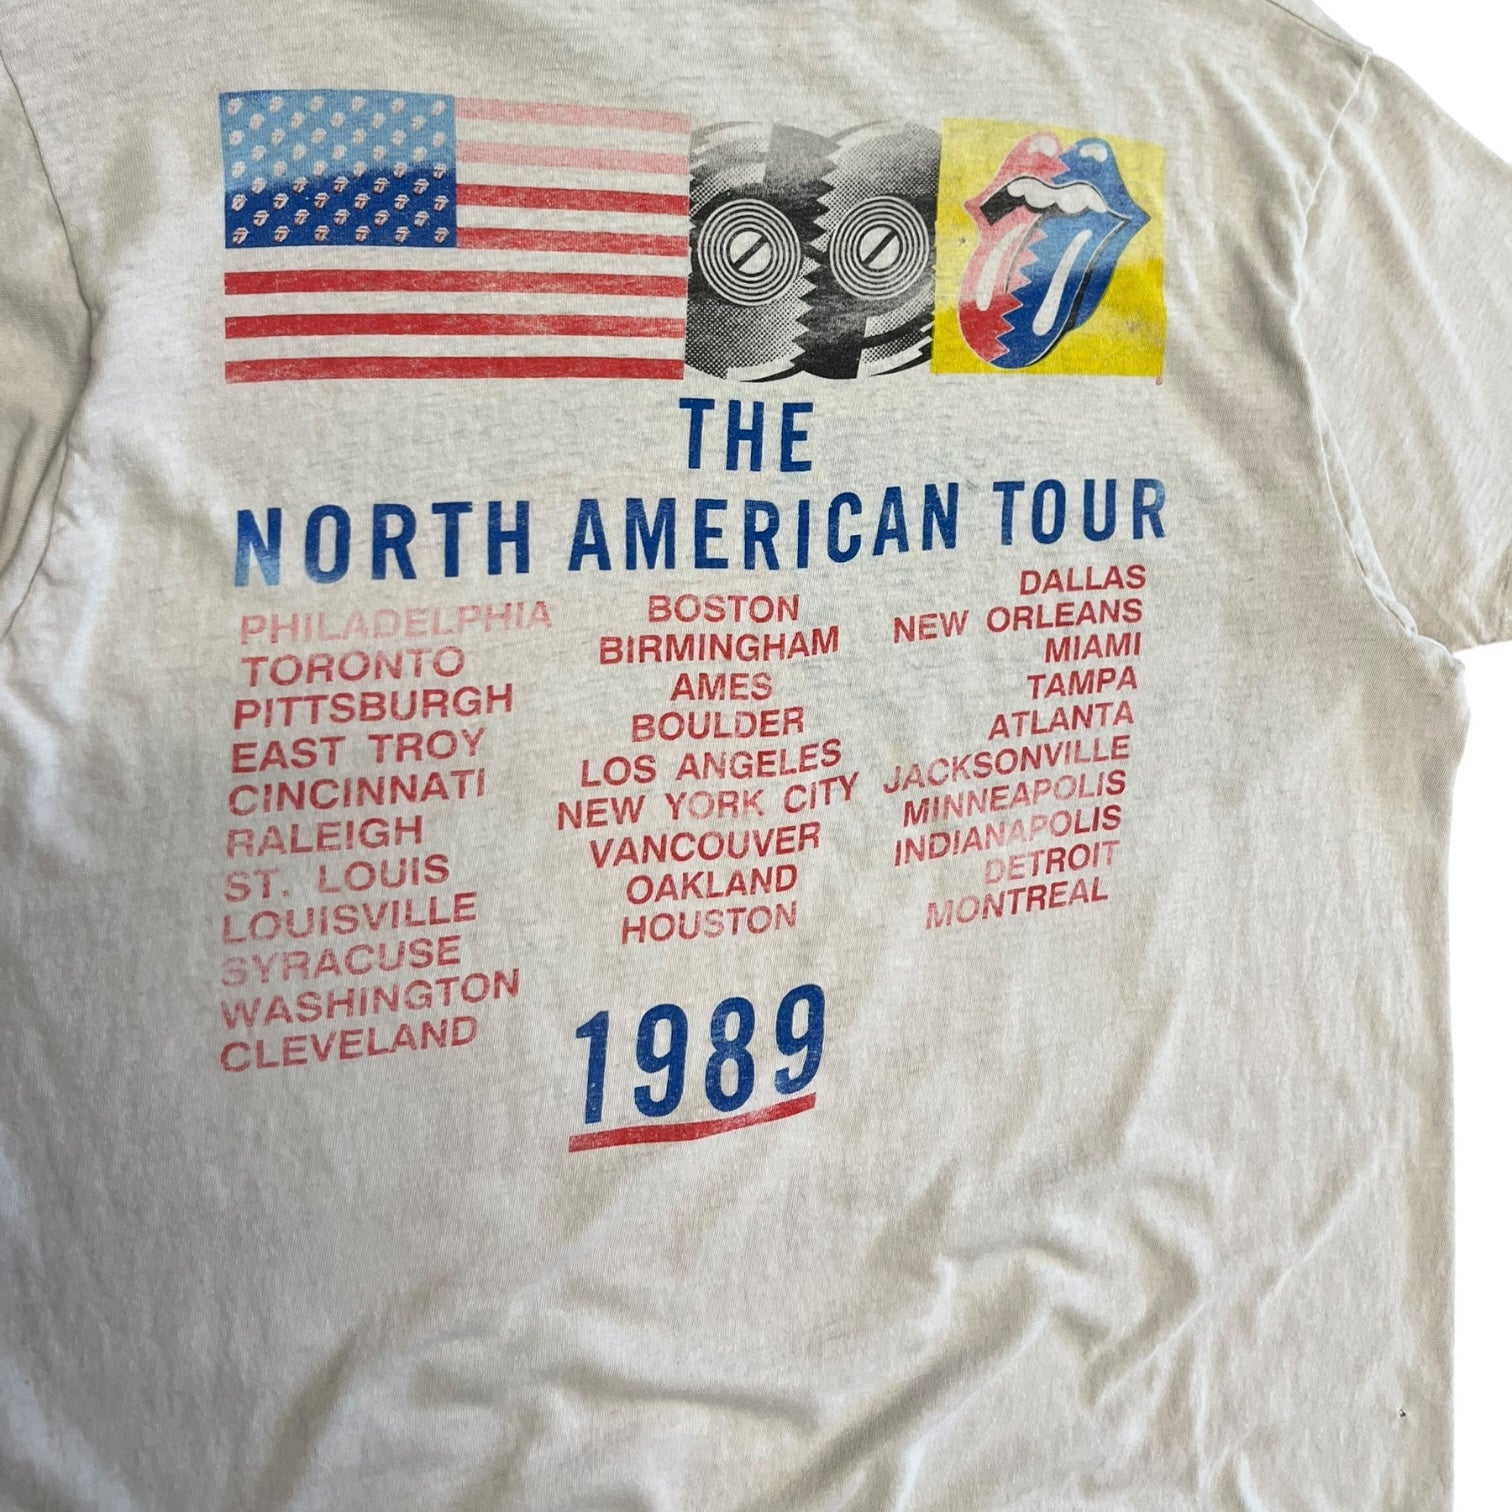 THE
NORTH AMERICAN TOUR
PHILADELPHIA
TORONTO
PITTSBURGH
EAST TROY
CINCINNATI
RALEIGH
ST. LOUIS
LOUISVILLE
SYRACUSE
WASHINGTON
CLEVELAND
BOSTON
BIRMINGHAM
AMES
BOULDER
LOS ANGELES
NEW YORK CITY
VANCOUVER
OAKLAND
HOUSTON
DALLAS
NEW ORLEANS
MIAMI
TAMPA
ATLANTA
JACKSONVILLE
MINNEAPOLIS
INDIANAPOLIS
DETROIT
MONTREAL
1989